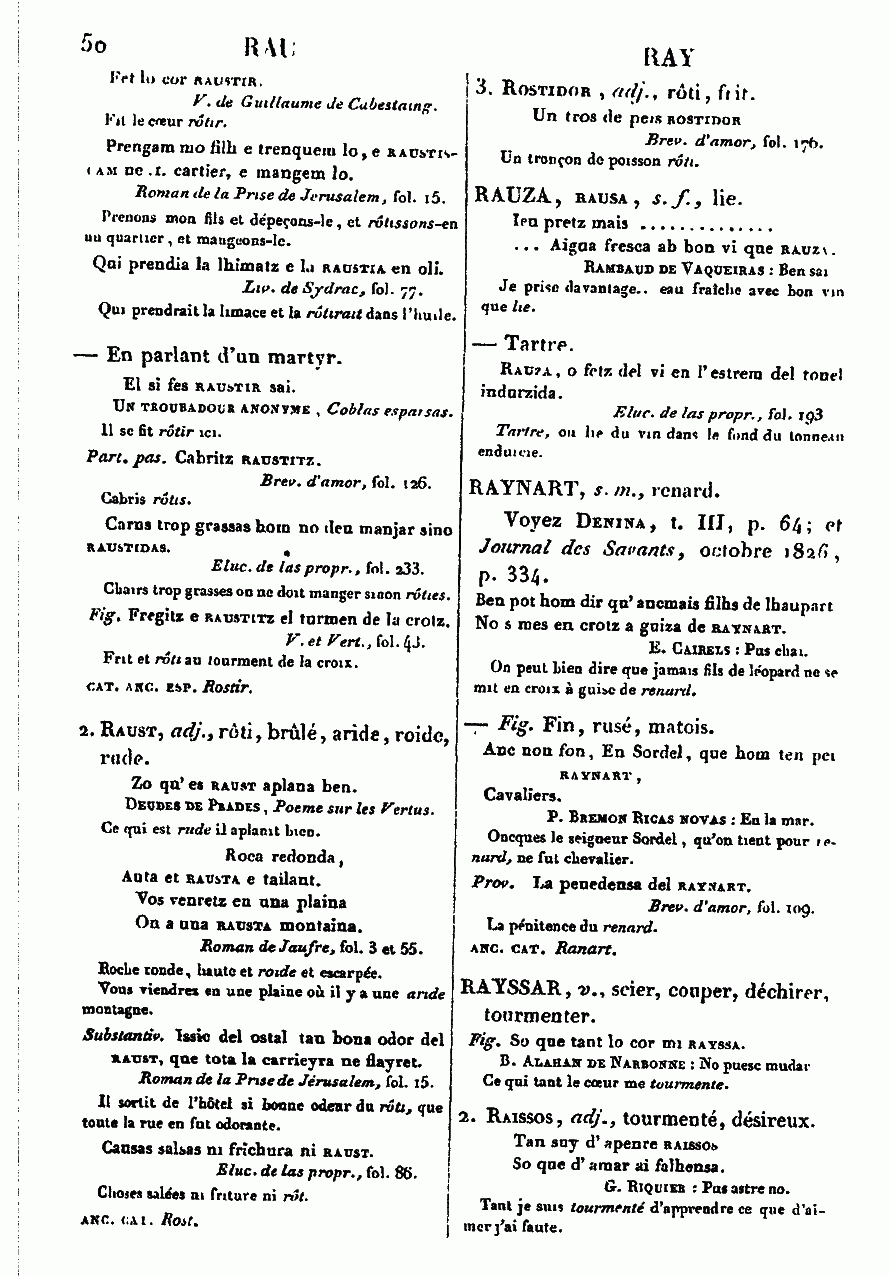 50 RAU
Fet lo cor RAUSTIR.
V. de Guillaume de Cabestaing.
Fit le cœur rôtir.
Prengam mo filh e trenquem lo, e RAUSTIS-
CAM ne .I. cartier, e mangem lo.
Roman de la Prise de Jerusalem, fol. 15.
Prenons mon fils et dépeçons-le, et rôtissons-en
un quartier, et mangeons-le.
Qui prendia la lhimatz e la RAUSTIA en oli.
Liv. de Sydrac, fol. 77.
Qui prendrait la limace et la rôtirait dans l'huile.
— En parlant d'un martyr.
El si fes RAUSTIR sai.
UN TROUBADOUR ANONYME, Coblas esparsas.
Il se fit rôtir ici.
Part. pas. Cabritz RAUSTITZ.
Brev. d'amor, fol. 126.
Cabris rôtis.
Carns trop grassas hom no deu manjar sino
RAUSTIDAS.
Eluc. de las propr., fol. 233.
Chairs trop grasses on ne doit manger sinon rôties.
Fig. Fregitz e RAUSTITZ el turmen de la crotz.
V. et Vert., fol. 43.
Frit et rôti au tourment de la croix.
CAT. ANC. ESP. Rostir.
2. RAUST, adj., rôti, brûlé, aride, roide,
rude.
Zo qu'es RAUST aplana ben.
DEUDES DE PRADES, Poeme sur les Vertus.
Ce qui est rude il aplanit bien.
Roca redonda,
Auta et RAUSTA e tailant.
Vos venretz en una plaina
On a una RAUSTA montaina.
Roman de Jaufre, fol. 3 et 55.
Roche ronde, haute et roide et escarpée.
Vous viendrez en une plaine où il y a une aride
montagne.
Substantiv. Issic del ostal tan bona odor del
RAUST, que tota la carrieyra ne flayret.
Roman de la Prise de Jérusalem, fol. 15.
Il sortit de l'hôtel si bonne odeur du rôti, que
toute la rue en fut odorante.
Causas salsas ni frichura ni RAUST.
Eluc. de las propr., fol. 86.
Choses salées ni friture ni rôt.
ANC. CAT. Rost.
RAY
3. ROSTIDOR, adj., rôti, frit.
Un tros de peis ROSTIDOR
Brev. d'amor, fol. 176.
Un tronçon de poisson rôti.
RAUZA, RAUSA, s. f., lie.
Ieu pretz mais ..............
... Aigua fresca ab bon vi que RAUZA.
RAMBAUD DE VAQUEIRAS : Ben sai
Je prise davantage.. eau fraîche avec bon vin
que lie.
— Tartre.
RAUZA, o fetz del vi en l'estrem del tonel
indurzida.
Eluc. de las propr., fol. 193
Tartre, ou lie du vin dans le fond du tonneau
endurcie.
RAYNART, s. m., renard.
Voyez DENINA, t. III, p. 64; et
Journal des Savants, octobre 1826,
p. 334.
Ben pot hom dir qu'ancmais filhs de lhaupart
No s mes en crotz a guiza de RAYNART.
E. CAIRELS : Pus chai.
On peut bien dire que jamais fils de léopard ne se
mit en croix à guise de renard.
— Fig. Fin, rusé, matois.
Anc non fon, En Sordel, que hom ten per
RAYNART,
Cavaliers.
P. BREMON RICAS NOVAS : En la mar.
Oncques le seigneur Sordel, qu'on tient pour re-
nard, ne fut chevalier.
Prov. La penedensa del RAYNART.
Brev. d'amor, fol. 109.
La pénitence du renard.
ANC. CAT. Ranart.
RAYSSAR, v., scier, couper, déchirer,
tourmenter.
Fig. So que tant lo cor mi RAYSSA.
B. ALAHAN DE NARBONNE : No puesc mudar
Ce qui tant le cœur me tourmente.
2. RAISSOS, adj., tourmenté, désireux.
Tan suy d'apenre RAISSOS
So que d'amar ai falhensa.
G. RIQUIER : Pus astre no.
Tant je suis tourmenté d'apprendre ce que d'ai-
mer j'ai faute.